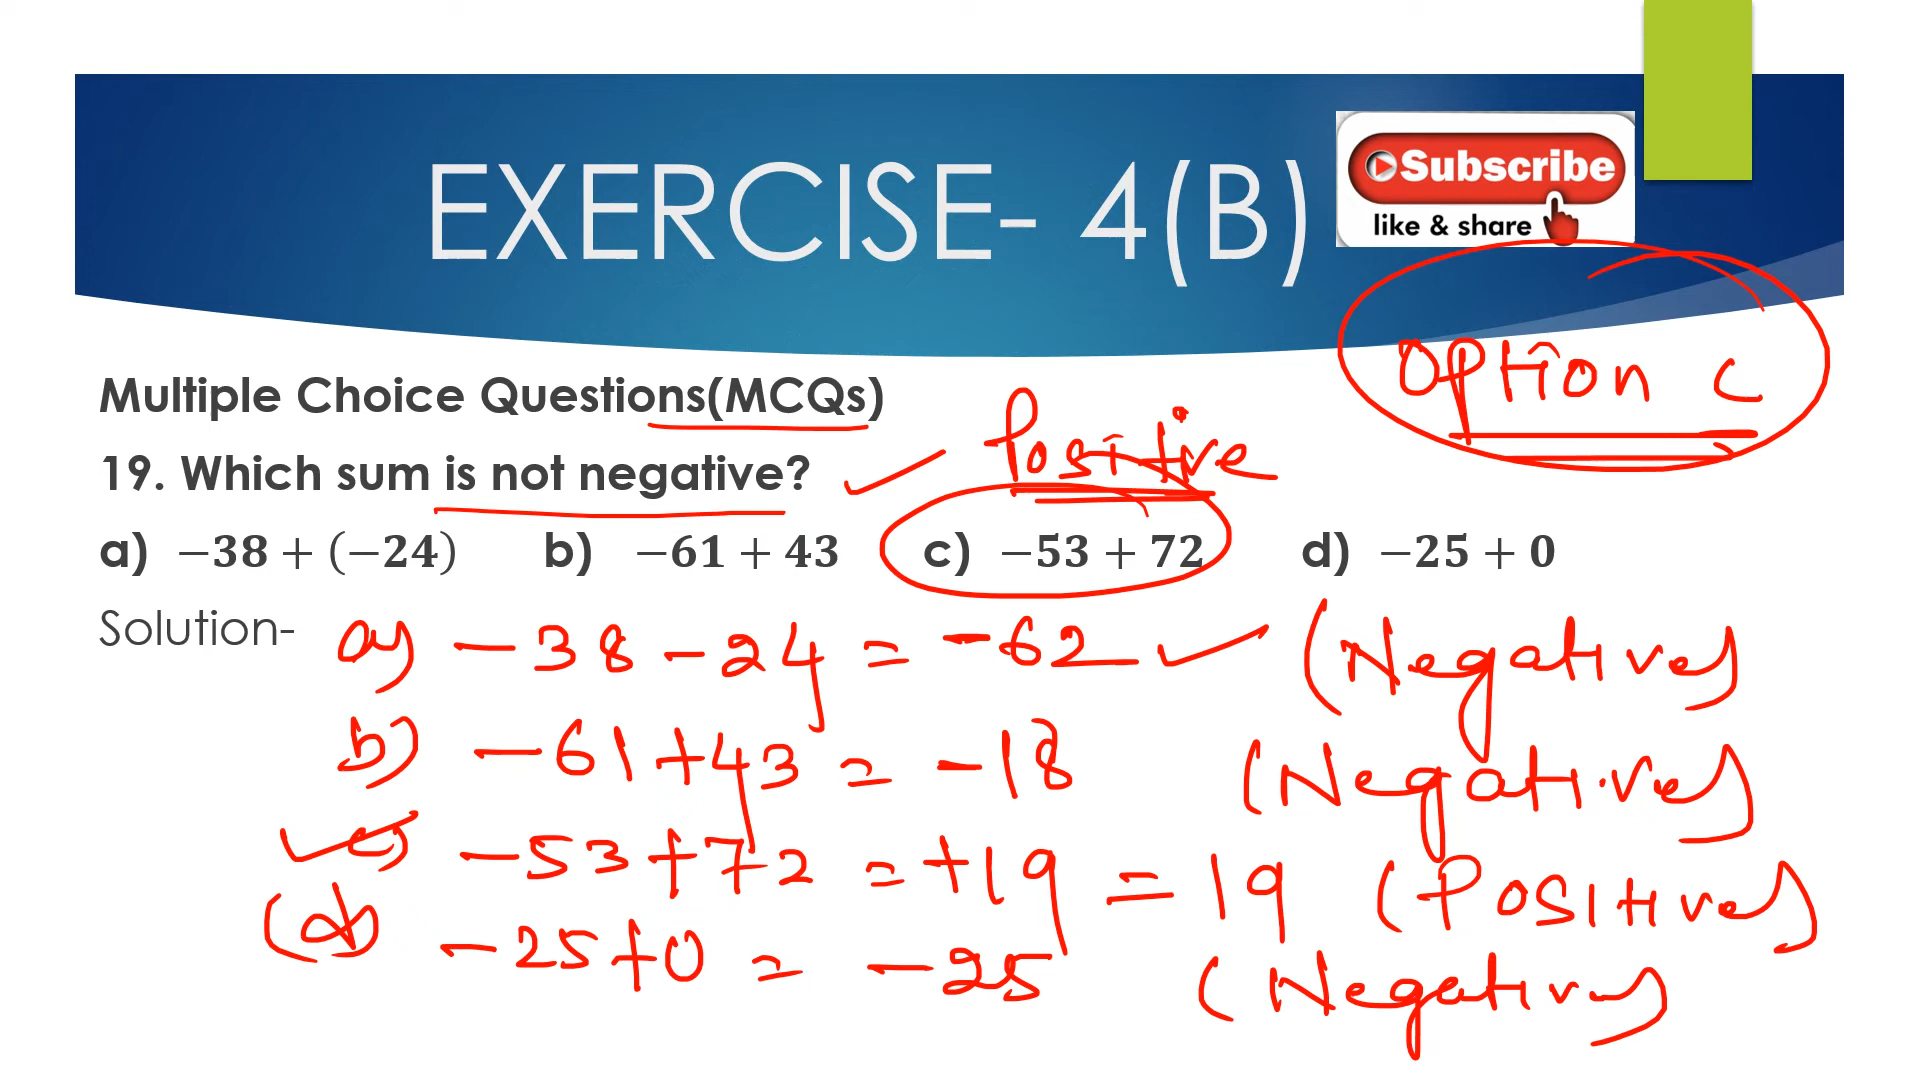 EXERCISE- 4(B)
Subscribe
like & share
Option C
Multiple Choice Questions(MCQs)
Positive
19. Which sum is not negative?
a) −38 + (−24) b) −61 + 43 c) −53 + 72 d) −25 + 0
Solution-
a) −38 − 24 = −62 (Negative)
b) −61 + 43 = −18 (Negative)
c) −53 + 72 = +19 = 19 (Positive)
(d) −25 + 0 = −25 (Negative)